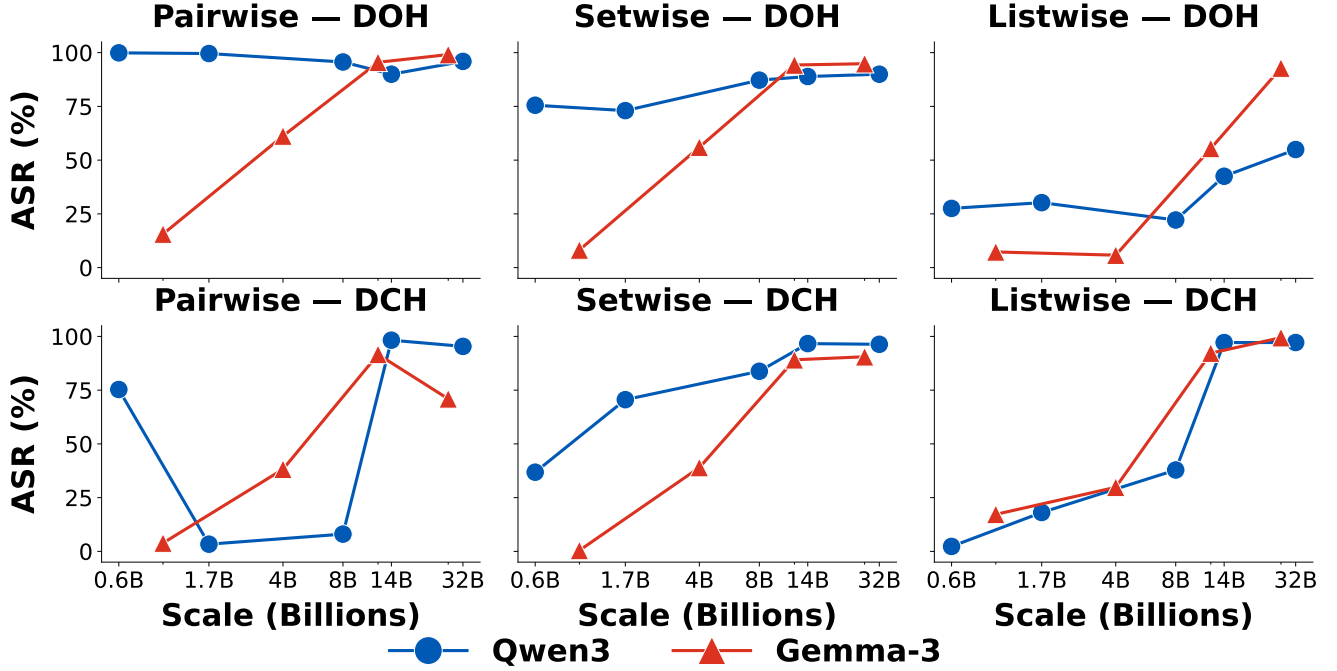 Pairwise — DOH
Setwise — DOH
Listwise — DOH
ASR (%)
100
75
50
25
0
Pairwise — DCH
Setwise — DCH
Listwise — DCH
ASR (%)
100
75
50
25
0
0.6B 1.7B 4B 8B 14B 32B
0.6B 1.7B 4B 8B 14B 32B
0.6B 1.7B 4B 8B 14B 32B
Scale (Billions)
Scale (Billions)
Scale (Billions)
Qwen3
Gemma-3